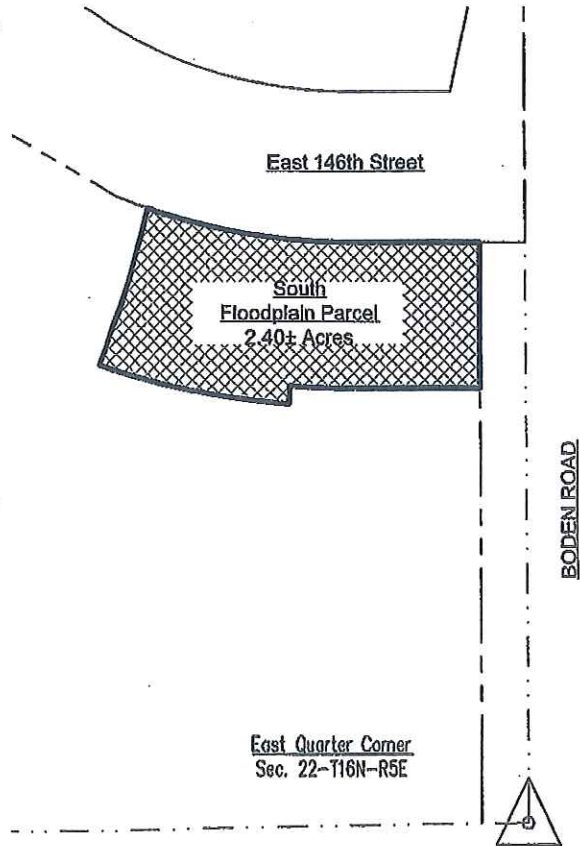 East 146th Street
South
Floodplain Parcel
2.40± Acres
BODEN ROAD
East Quarter Corner
Sec. 22-T16N-R5E